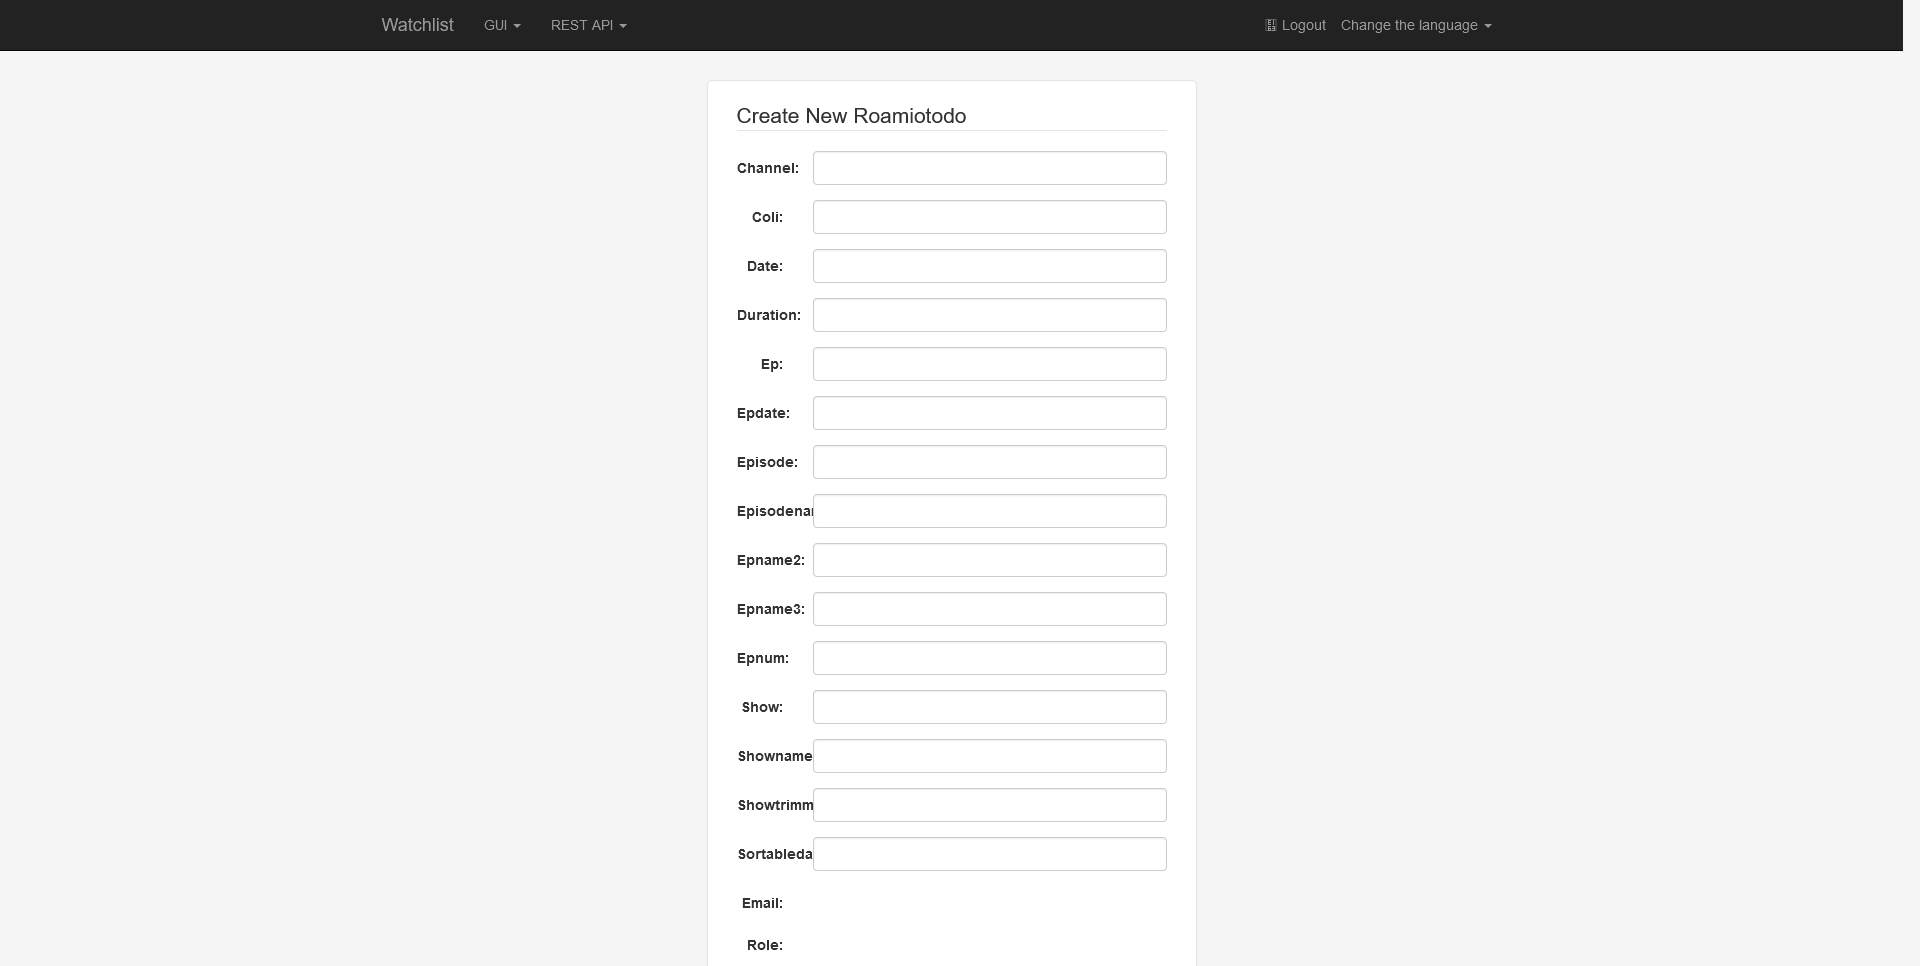 Watchlist GUI REST API Logout Change the language
Create New Roamiotodo
Channel:
Coli:
Date:
Duration:
Ep:
Epdate:
Episode:
Episodena
Epname2:
Epname3:
Epnum:
Show:
Showname
Showtrimm
Sortableda
Email:
Role: